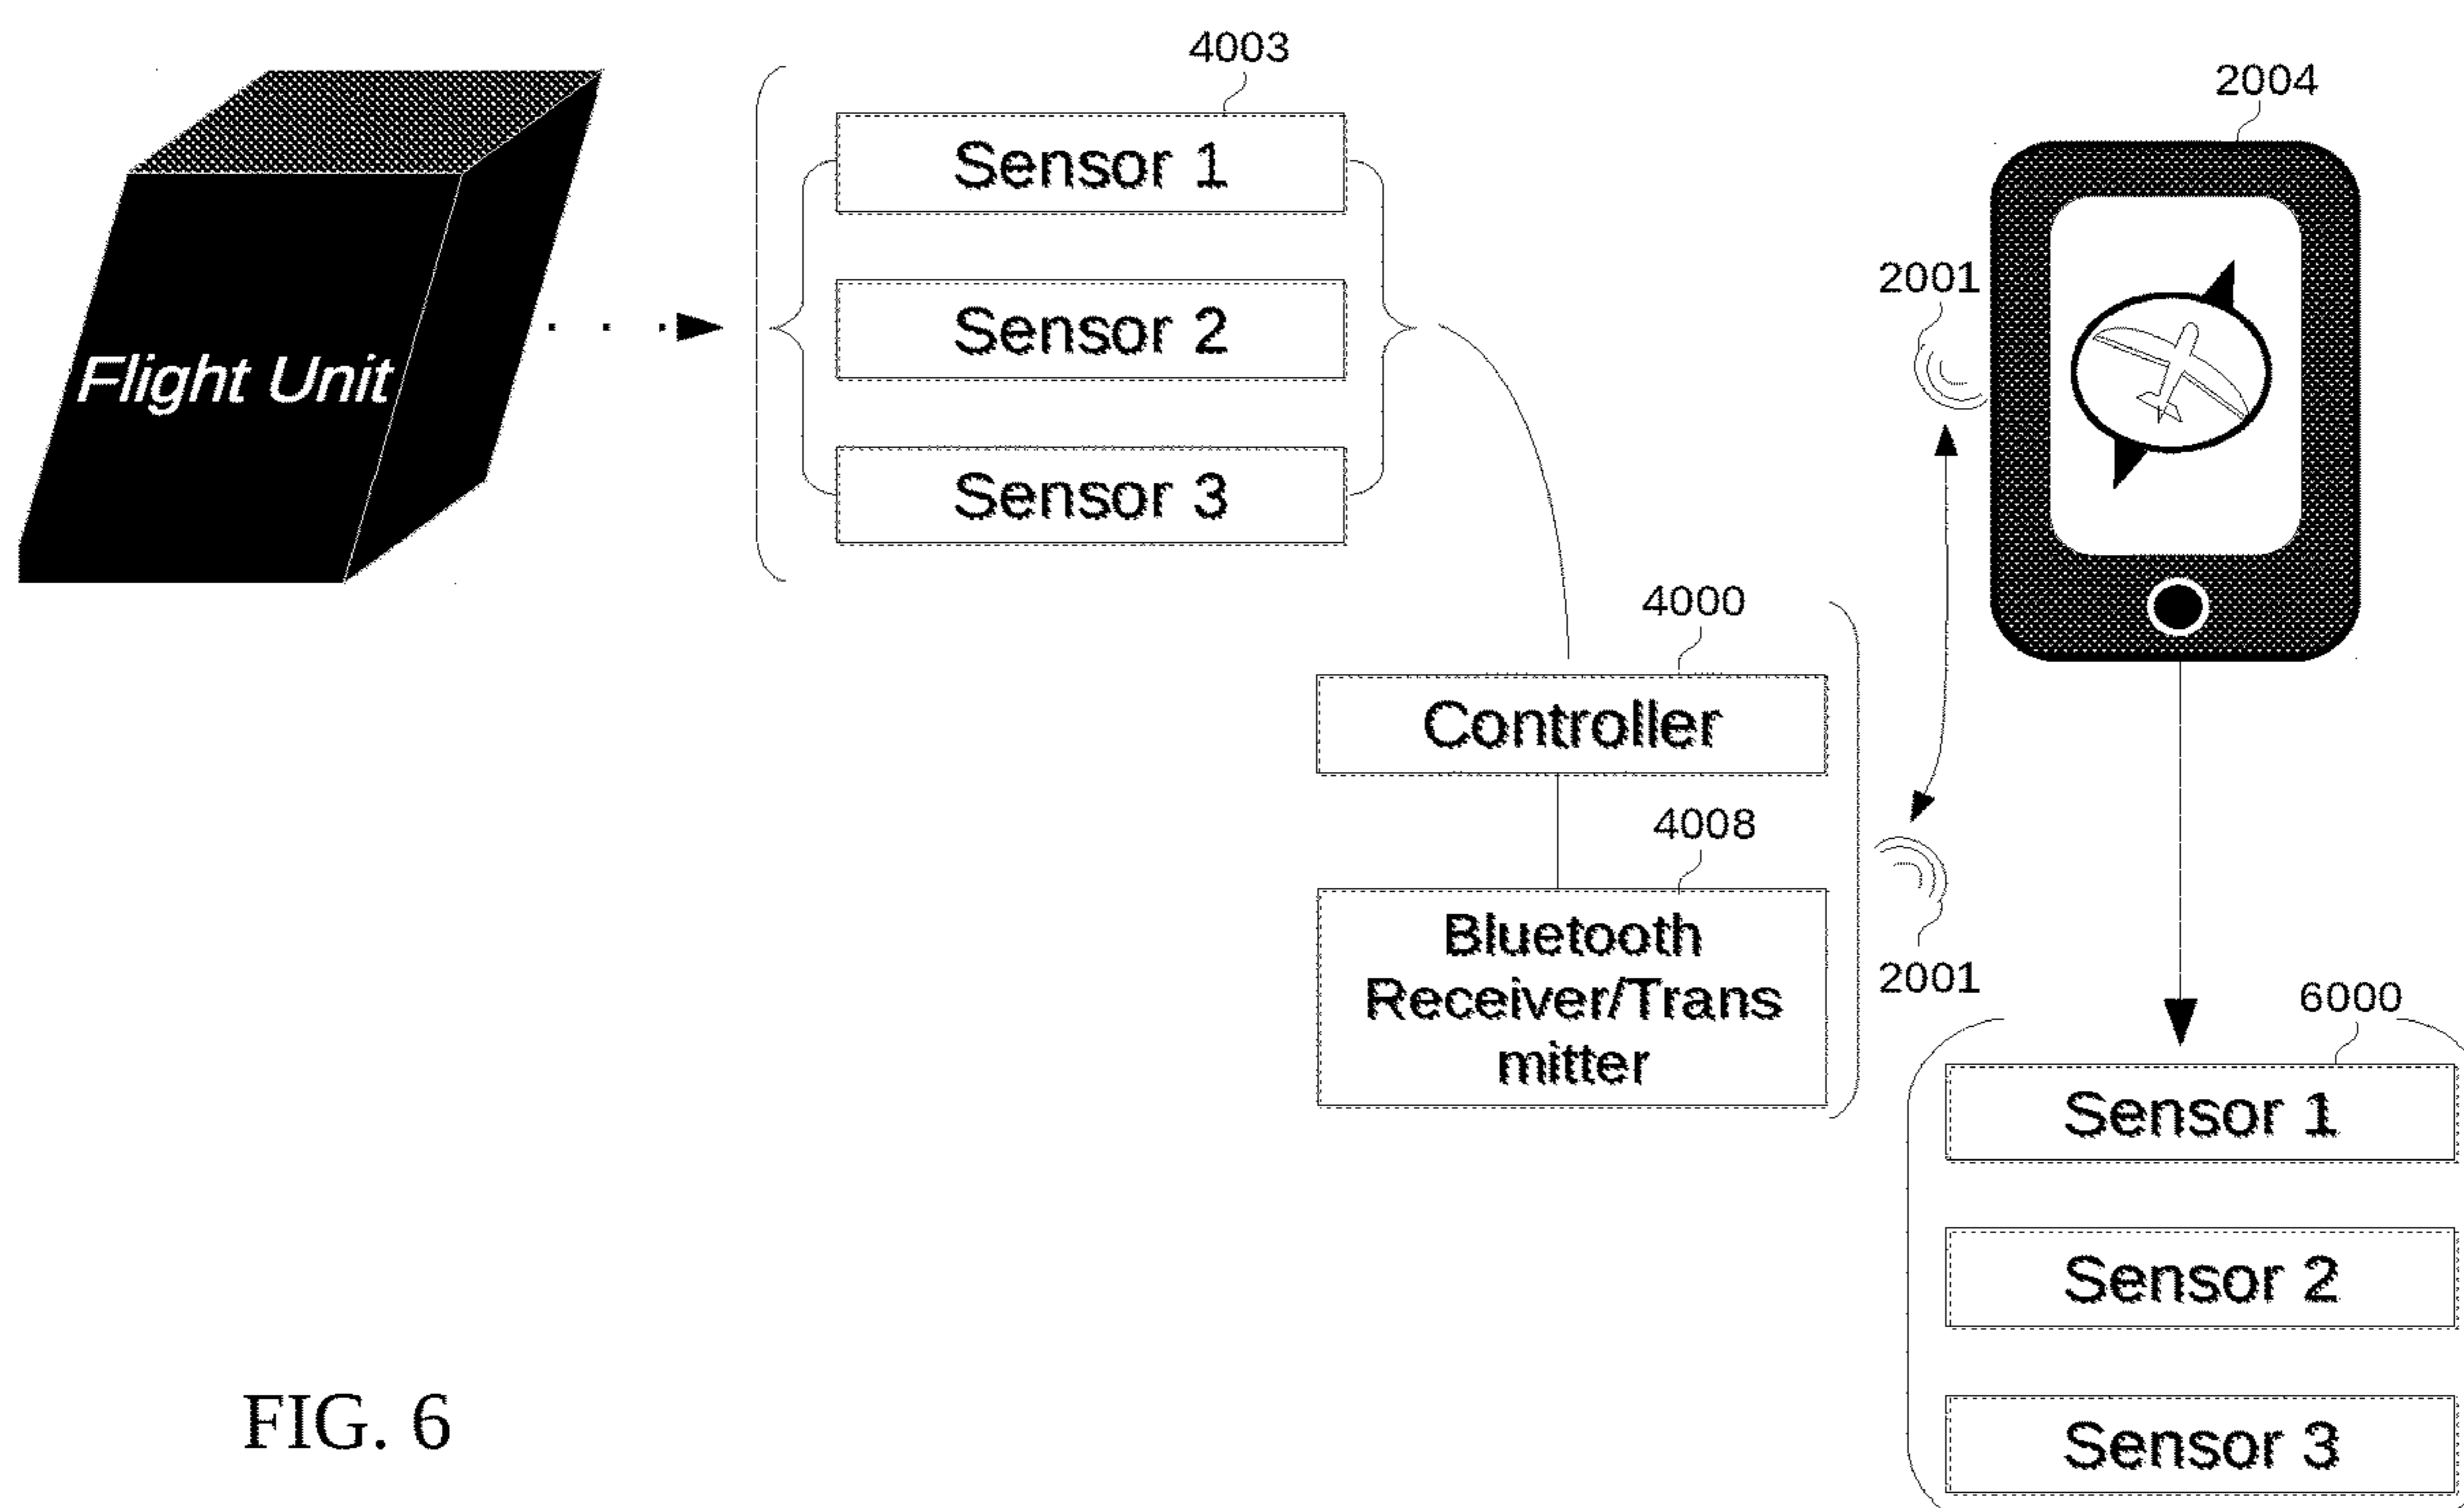 4003
2004
Sensor 1
2001
Sensor 2
Flight Unit
Sensor 3
4000
Controller
4008
Bluetooth
Receiver/Trans
mitter
2001
6000
Sensor 1
Sensor 2
Sensor 3
FIG. 6